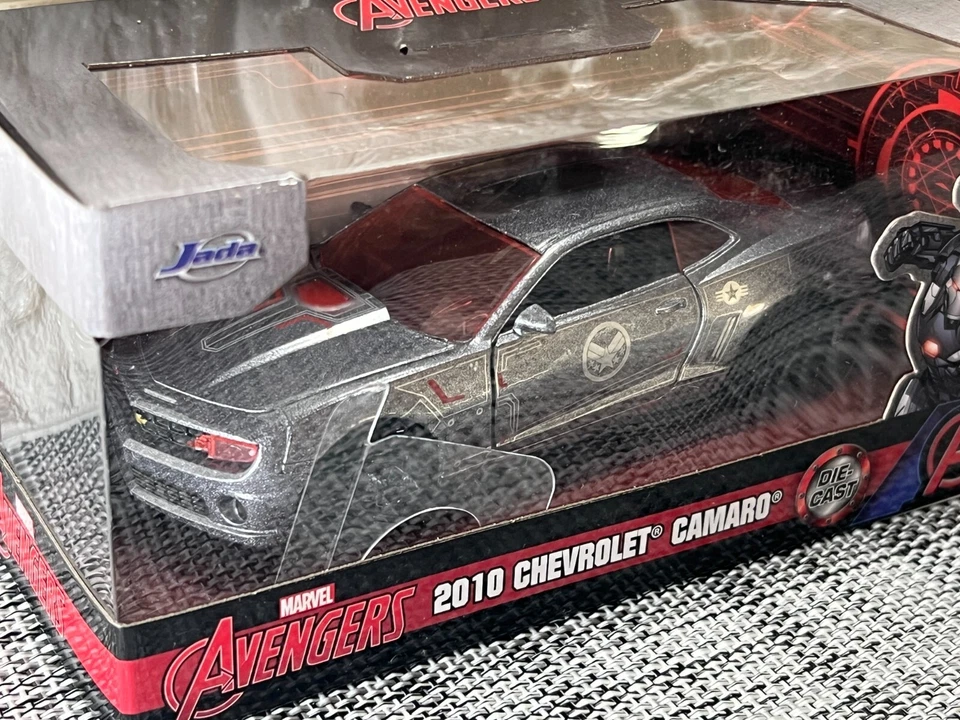 AVENGERS
Jada
MARVEL
AVENGERS
2010 CHEVROLET® CAMARO®
DIE-
CAST